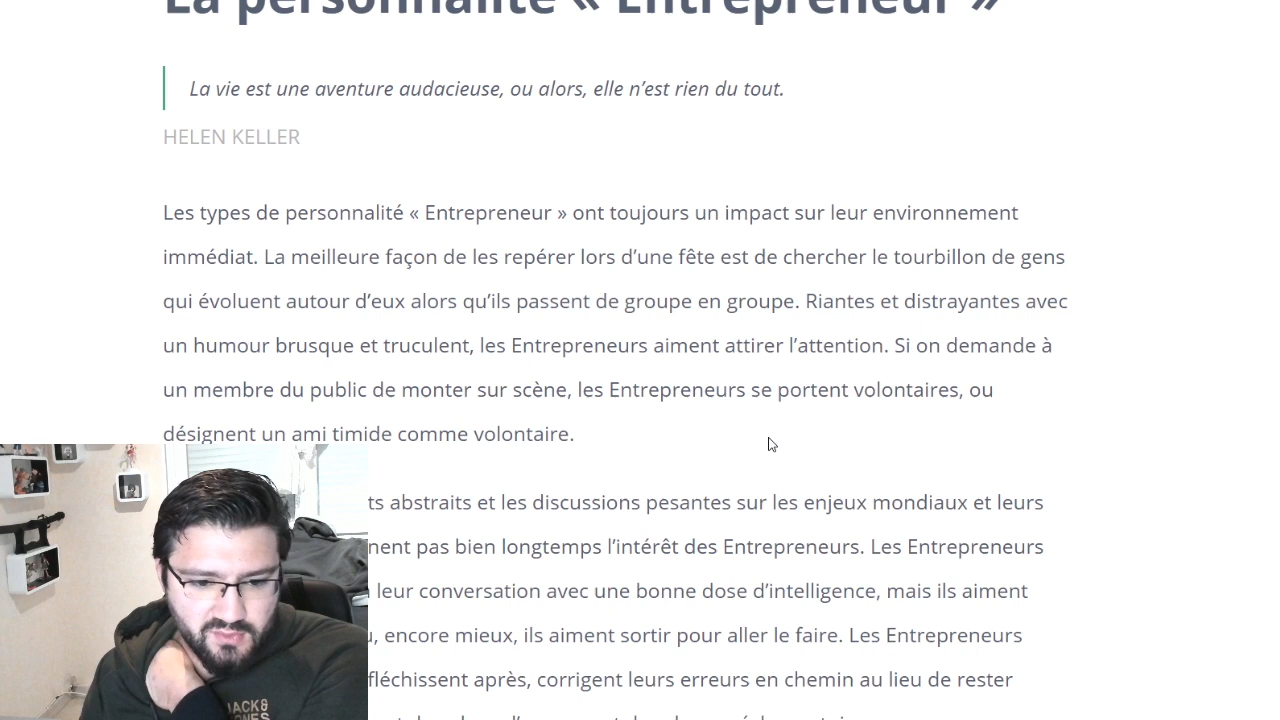 La personnalité « Entrepreneur »
La vie est une aventure audacieuse, ou alors, elle n’est rien du tout.
HELEN KELLER
Les types de personnalité « Entrepreneur » ont toujours un impact sur leur environnement
immédiat. La meilleure façon de les repérer lors d’une fête est de chercher le tourbillon de gens
qui évoluent autour d’eux alors qu’ils passent de groupe en groupe. Riantes et distrayantes avec
un humour brusque et truculent, les Entrepreneurs aiment attirer l’attention. Si on demande à
un membre du public de monter sur scène, les Entrepreneurs se portent volontaires, ou
désignent un ami timide comme volontaire.
ts abstraits et les discussions pesantes sur les enjeux mondiaux et leurs
nent pas bien longtemps l’intérêt des Entrepreneurs. Les Entrepreneurs
leur conversation avec une bonne dose d’intelligence, mais ils aiment
, encore mieux, ils aiment sortir pour aller le faire. Les Entrepreneurs
fléchissent après, corrigent leurs erreurs en chemin au lieu de rester
JACK&
JONES